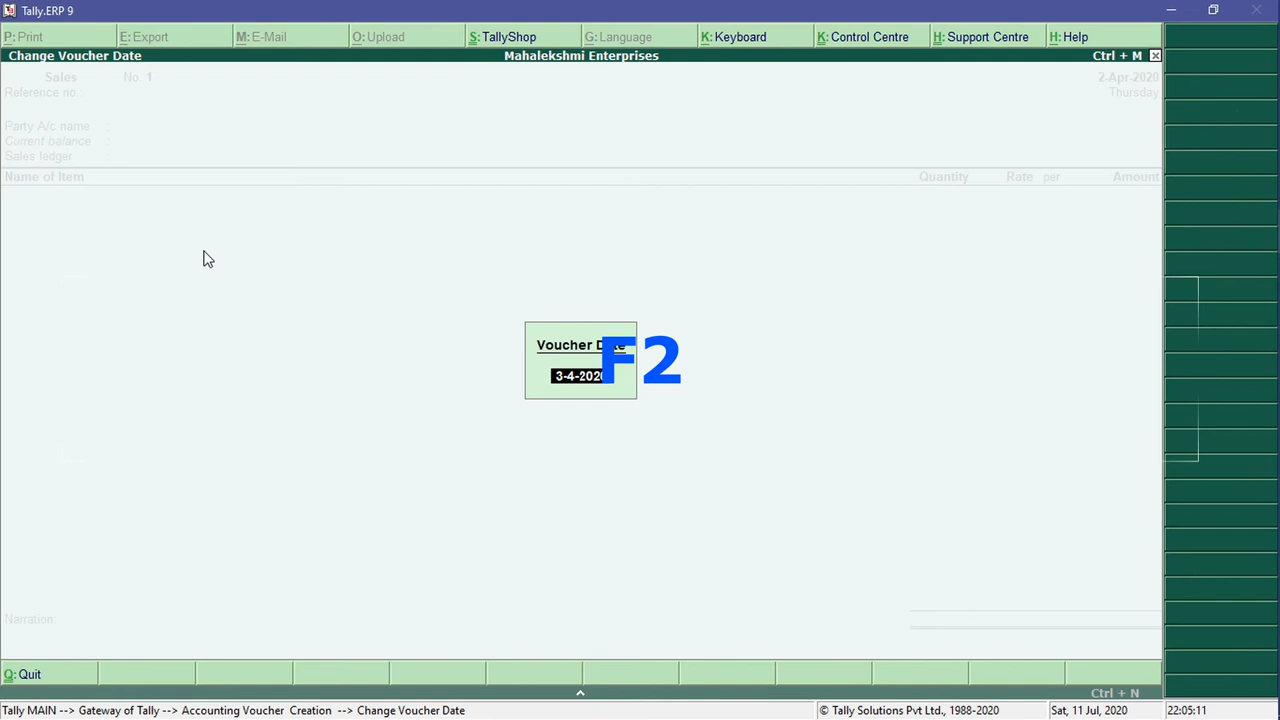 Tally.ERP 9
P: Print E: Export M: E-Mail O: Upload S: TallyShop G: Language K: Keyboard K: Control Centre H: Support Centre H: Help
Change Voucher Date Mahalekshmi Enterprises Ctrl + M
Sales No. 1 2-Apr-2020
Reference no.: Thursday
Party A/c name :
Current balance :
Sales ledger :
Name of Item Quantity Rate per Amount
Voucher Date
F2
3-4-2020
Narration:
Q: Quit
Ctrl + N
Tally MAIN --> Gateway of Tally --> Accounting Voucher Creation --> Change Voucher Date © Tally Solutions Pvt Ltd., 1988-2020 Sat, 11 Jul, 2020 22:05:11